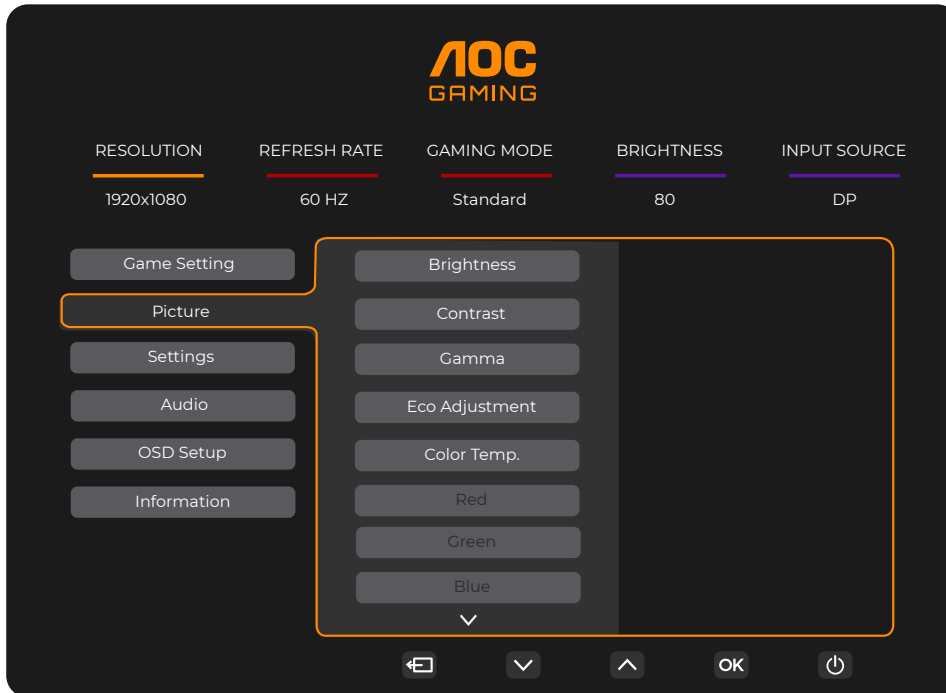 AOC
GAMING
RESOLUTION REFRESH RATE GAMING MODE BRIGHTNESS INPUT SOURCE
1920x1080 60 HZ Standard 80 DP
Game Setting
Picture
Settings
Audio
OSD Setup
Information
Brightness
Contrast
Gamma
Eco Adjustment
Color Temp.
Red
Green
Blue
OK